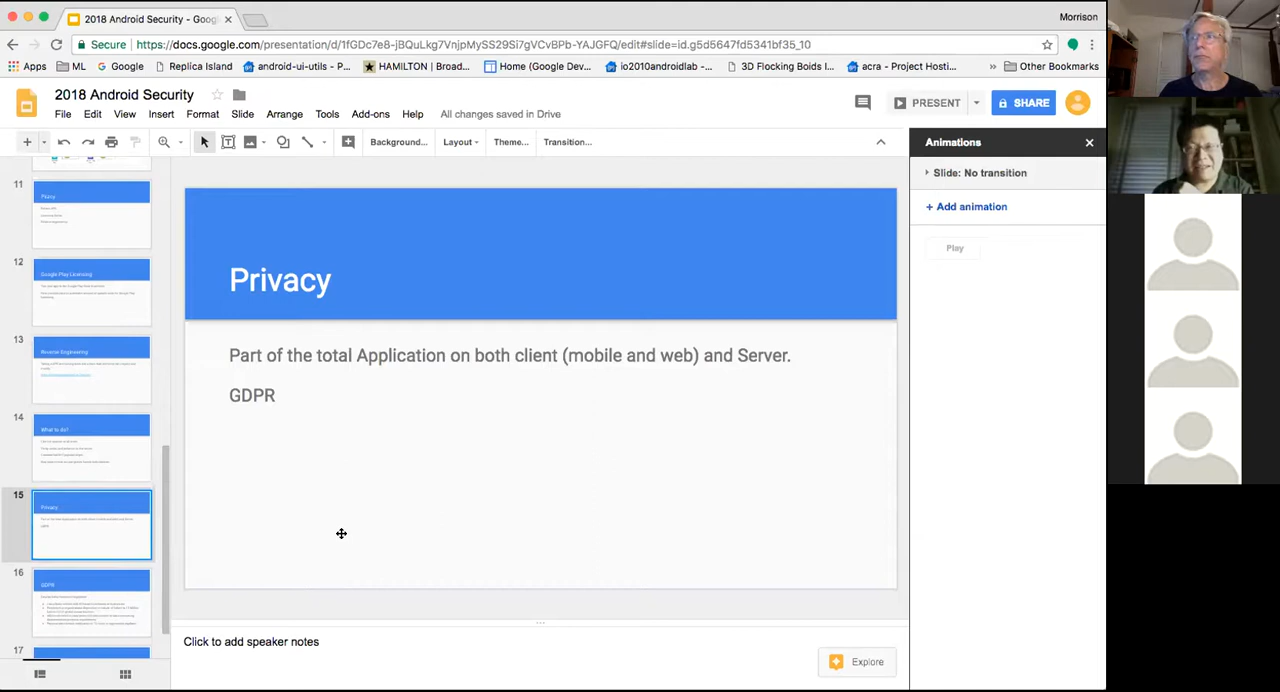 2018 Android Security - Goog
Morrison
Secure https://docs.google.com/presentation/d/1fGDc7e8-jBQuLkg7VnjpMySS29Si7gVCvBPb-YAJGFQ/edit#slide=id.g5d5647fd5341bf35_10
Apps ML Google Replica Island android-ui-utils - P... HAMILTON | Broad... Home (Google Dev... io2010androidlab -... 3D Flocking Boids I... acra - Project Hosti... » Other Bookmarks
2018 Android Security
File Edit View Insert Format Slide Arrange Tools Add-ons Help All changes saved in Drive
PRESENT SHARE
Background... Layout Theme... Transition...
Animations
Slide: No transition
+ Add animation
Play
11
Piracy
12
Google Play Licensing
13
Reverse Engineering
14
What to do?
15
Privacy
16
GDPR
17
Privacy
Part of the total Application on both client (mobile and web) and Server.
GDPR
Click to add speaker notes
Explore